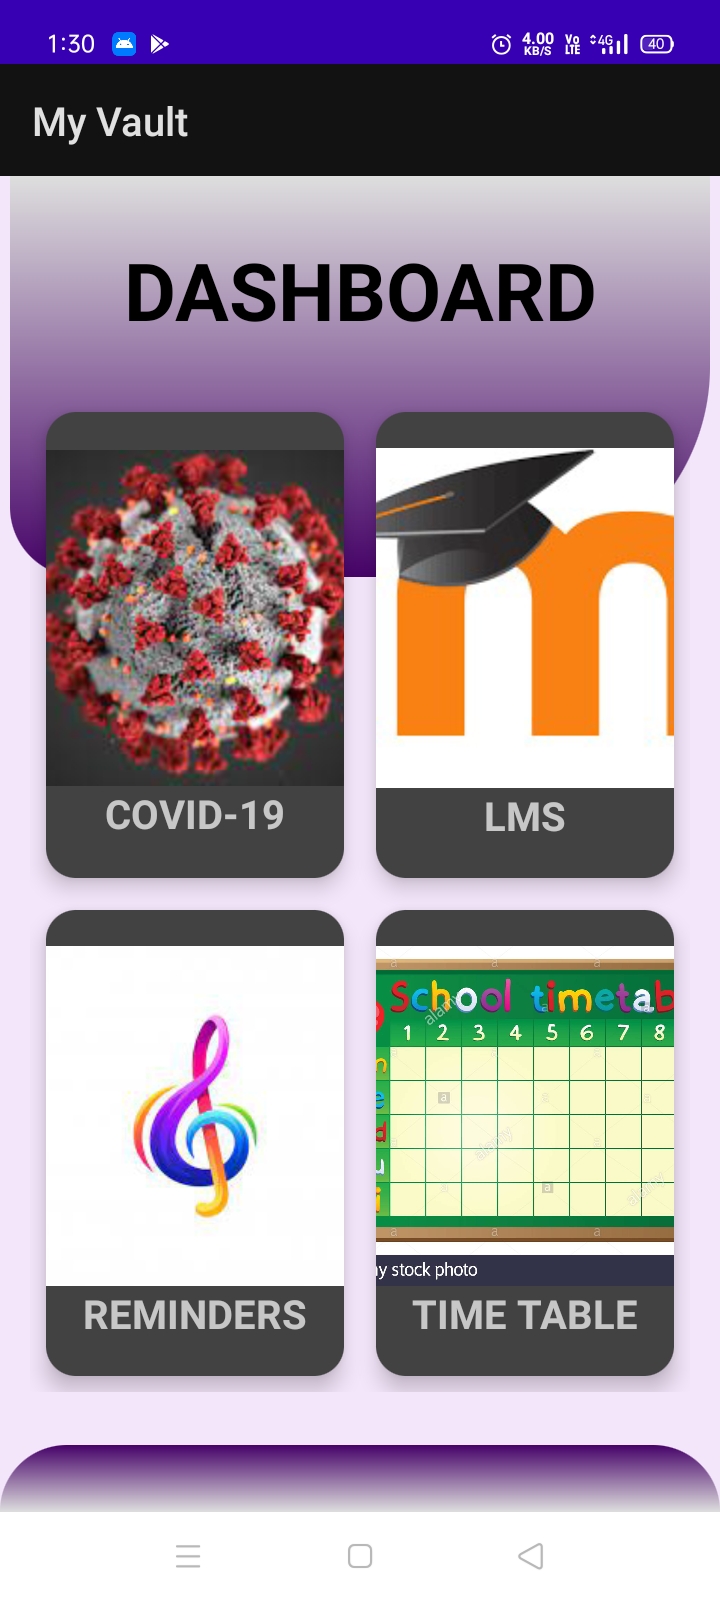 1:30
4.00
KB/S
Vo
LTE
4G
40
My Vault
DASHBOARD
COVID-19
m
LMS
School timetab
1 2 3 4 5 6 7 8
n
e
d
u
i
alamy
a
y stock photo
REMINDERS
TIME TABLE